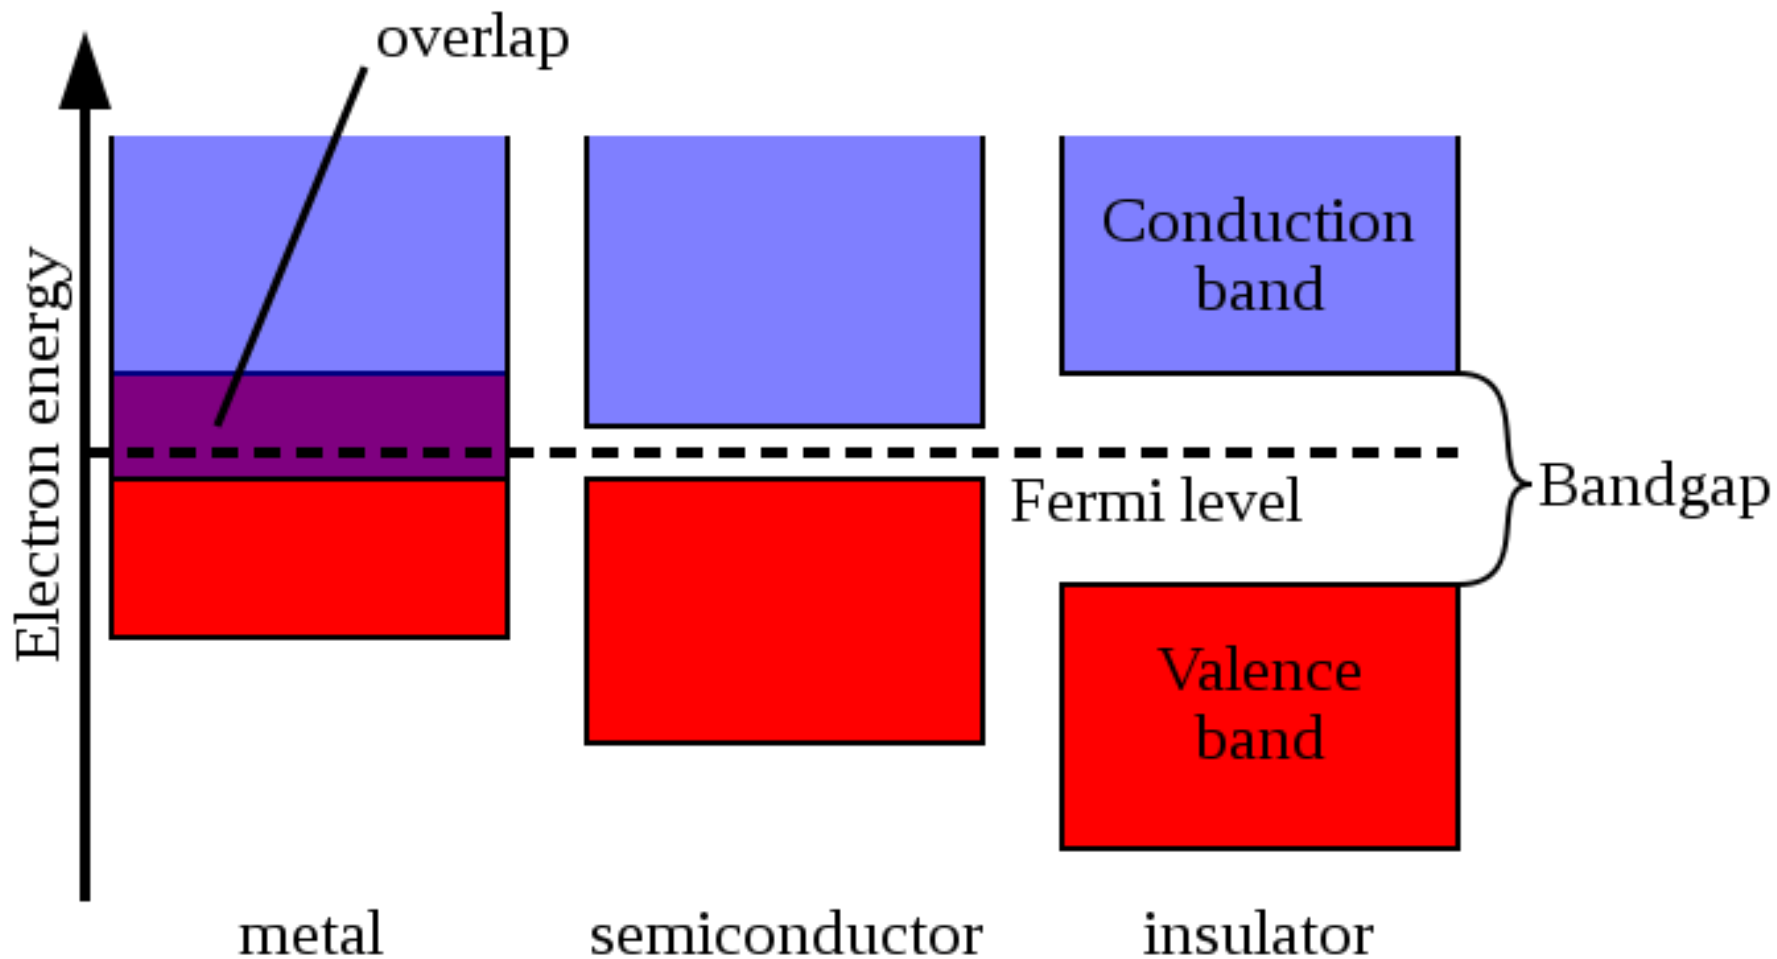 overlap
Electron energy
Conduction
band
Bandgap
Fermi level
Valence
band
metal
semiconductor
insulator